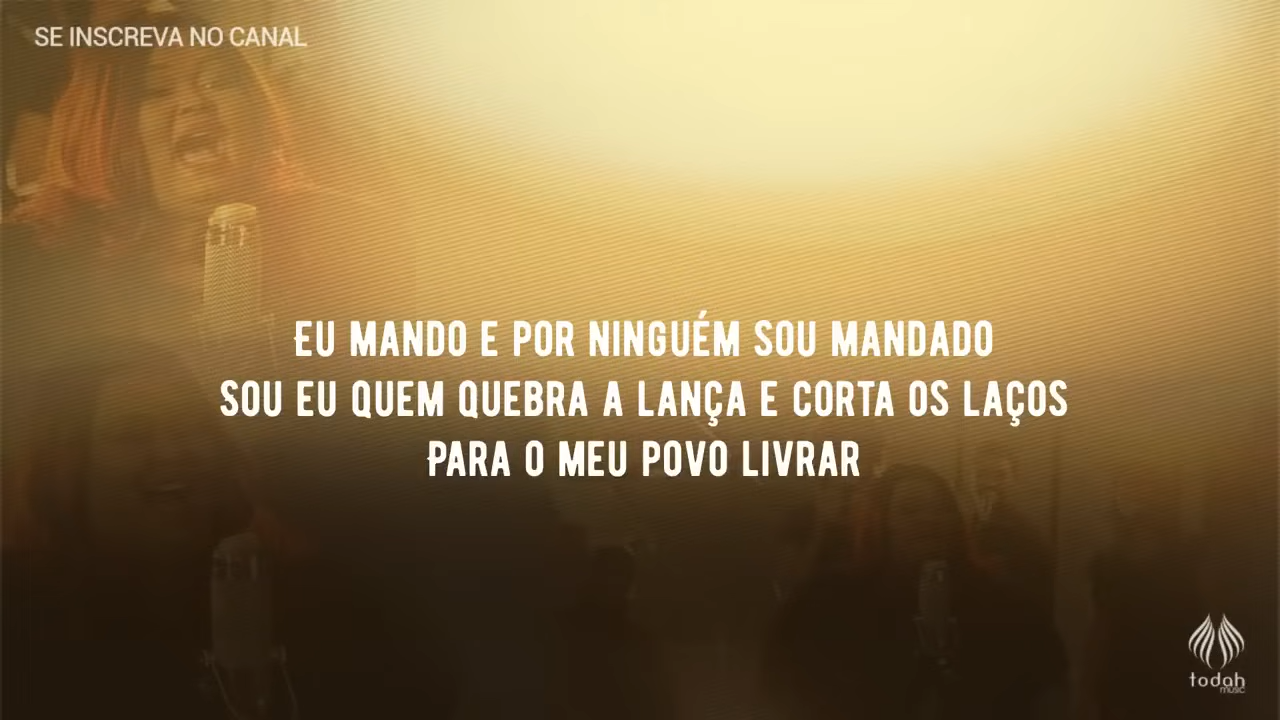 SE INSCREVA NO CANAL
EU MANDO E POR NINGUÉM SOU MANDADO
SOU EU QUEM QUEBRA A LANÇA E CORTA OS LAÇOS
PARA O MEU POVO LIVRAR
todah
music